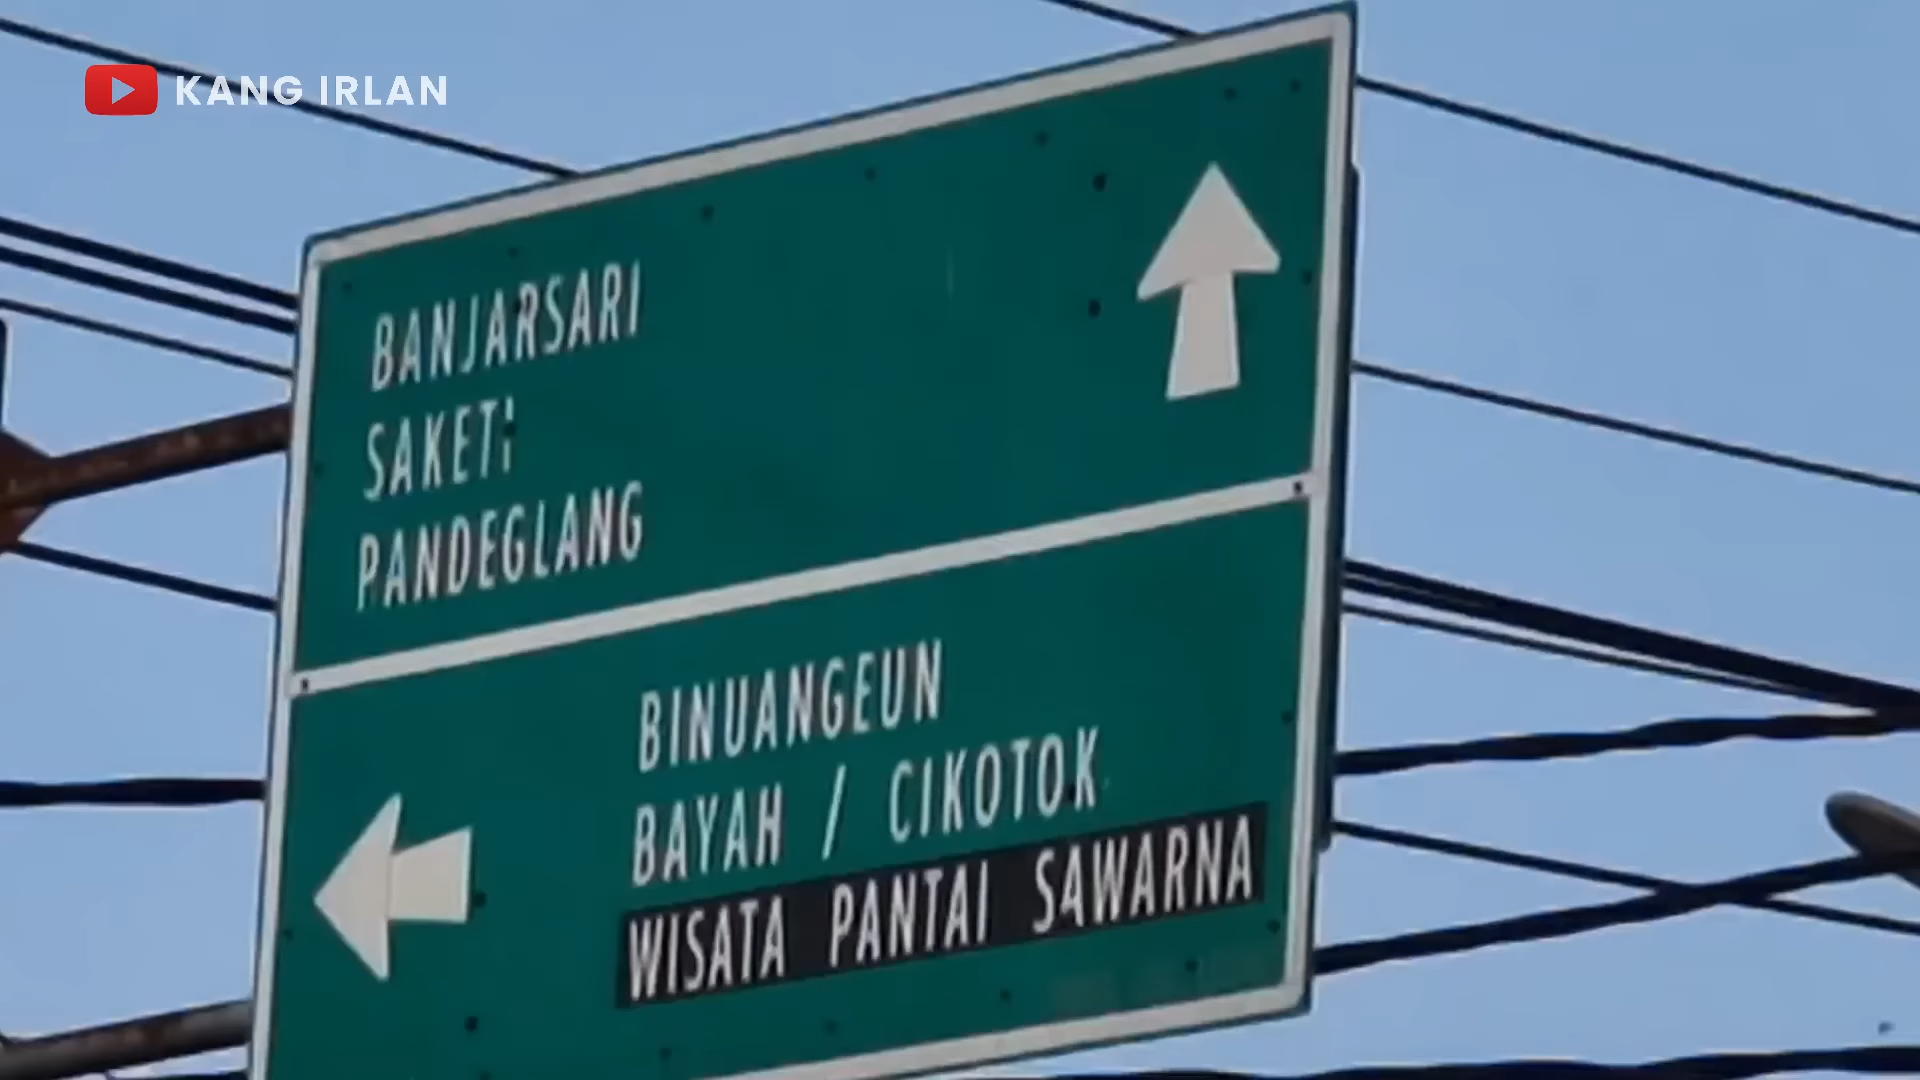 KANG IRLAN
BANJARSARI
SAKETI
PANDEGLANG
BINUANGEUN
BAYAH / CIKOTOK
WISATA PANTAI SAWARNA